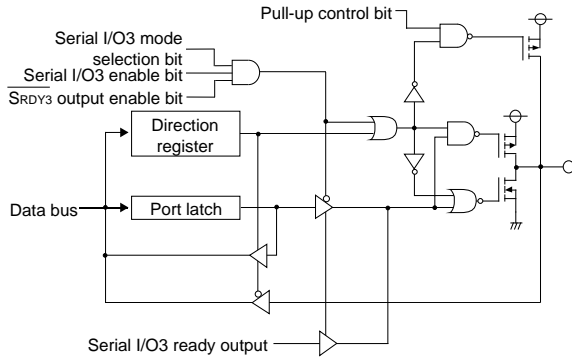 Pull-up control bit
Serial I/O3 mode
selection bit
Serial I/O3 enable bit
SRDY3 output enable bit
Direction
register
Data bus
Port latch
Serial I/O3 ready output